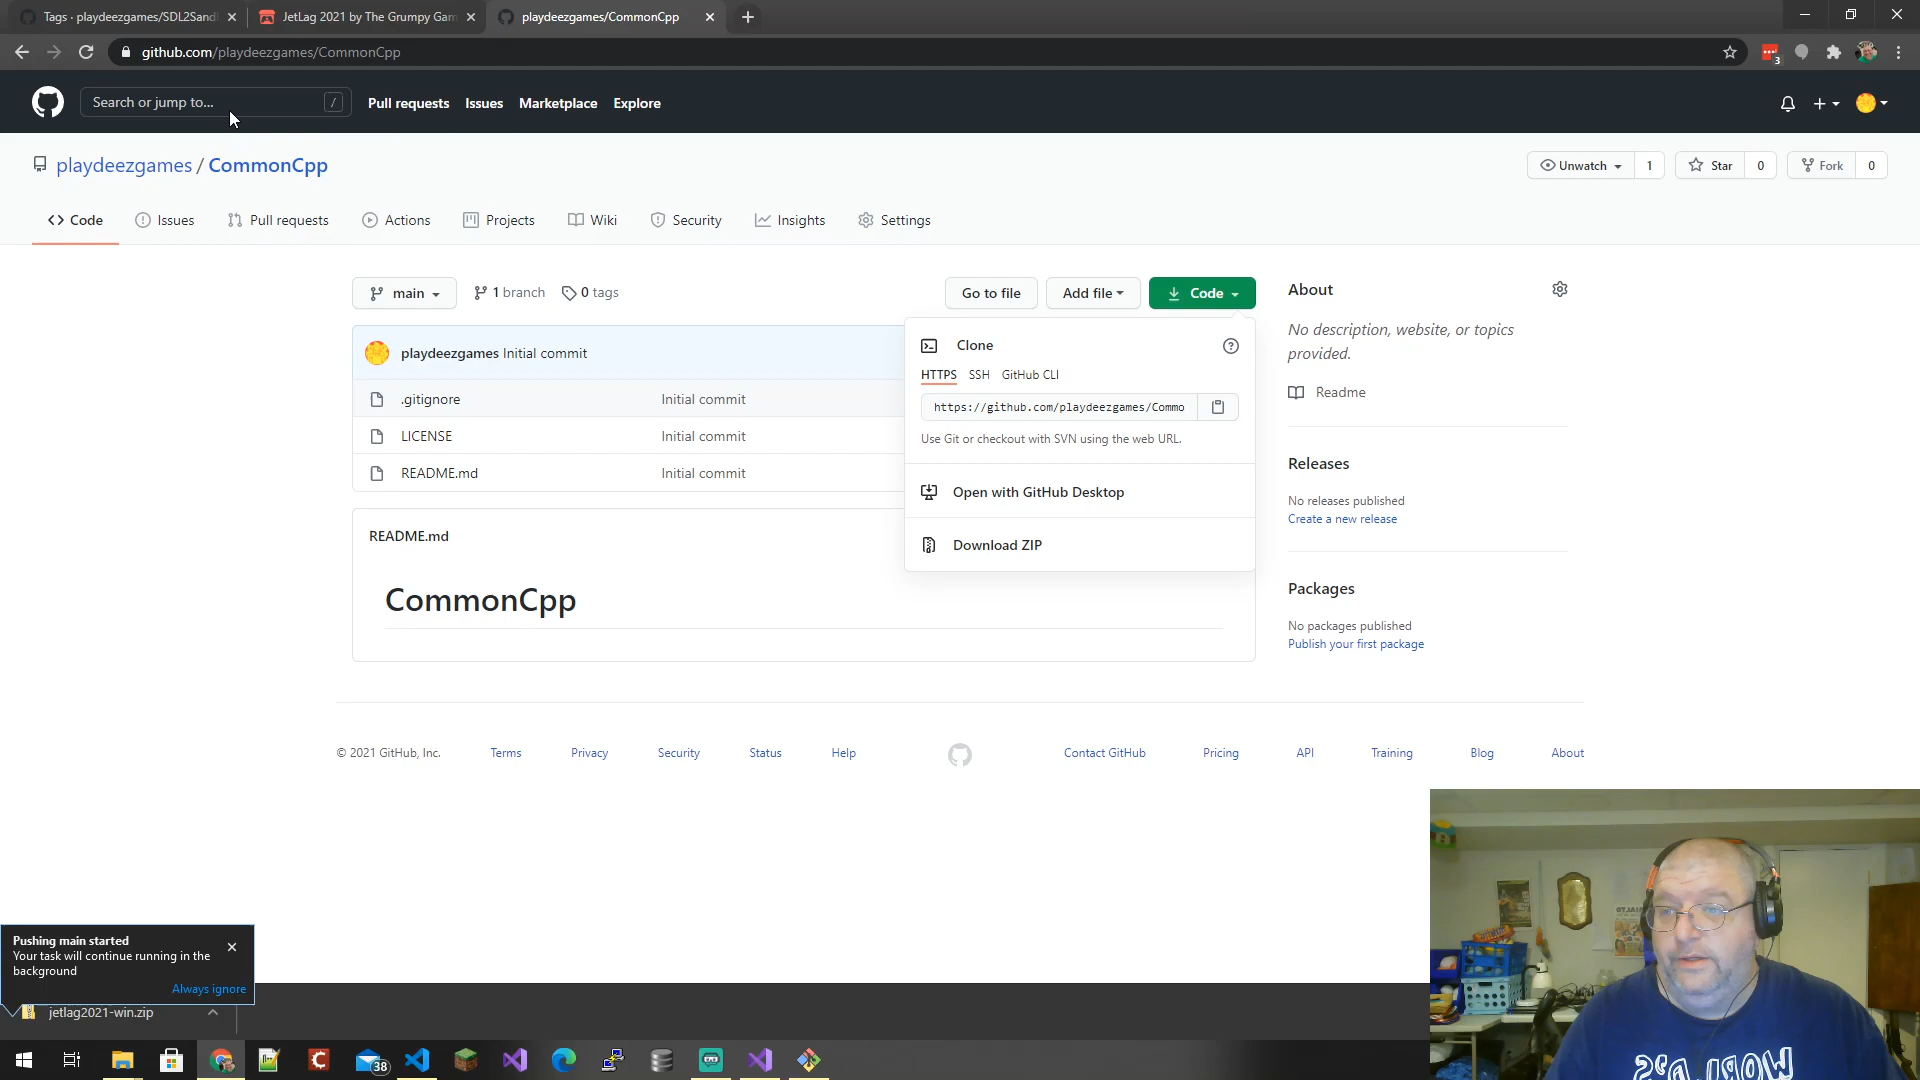 Tags · playdeezgames/SDL2Sand
JetLag 2021 by The Grumpy Gam
playdeezgames/CommonCpp
github.com/playdeezgames/CommonCpp
3
Search or jump to...
/
Pull requests
Issues
Marketplace
Explore
playdeezgames / CommonCpp
Unwatch
1
Star
0
Fork
0
Code
Issues
Pull requests
Actions
Projects
Wiki
Security
Insights
Settings
main
1 branch
0 tags
Go to file
Add file
Code
About
No description, website, or topics
provided.
Readme
playdeezgames Initial commit
.gitignore
Initial commit
LICENSE
Initial commit
README.md
Initial commit
Clone
HTTPS
SSH
GitHub CLI
https://github.com/playdeezgames/Commo
Use Git or checkout with SVN using the web URL.
Open with GitHub Desktop
Download ZIP
Releases
No releases published
Create a new release
Packages
No packages published
Publish your first package
README.md
CommonCpp
© 2021 GitHub, Inc.
Terms
Privacy
Security
Status
Help
Contact GitHub
Pricing
API
Training
Blog
About
Pushing main started
Your task will continue running in the
background
Always ignore
jetlag2021-win.zip
38